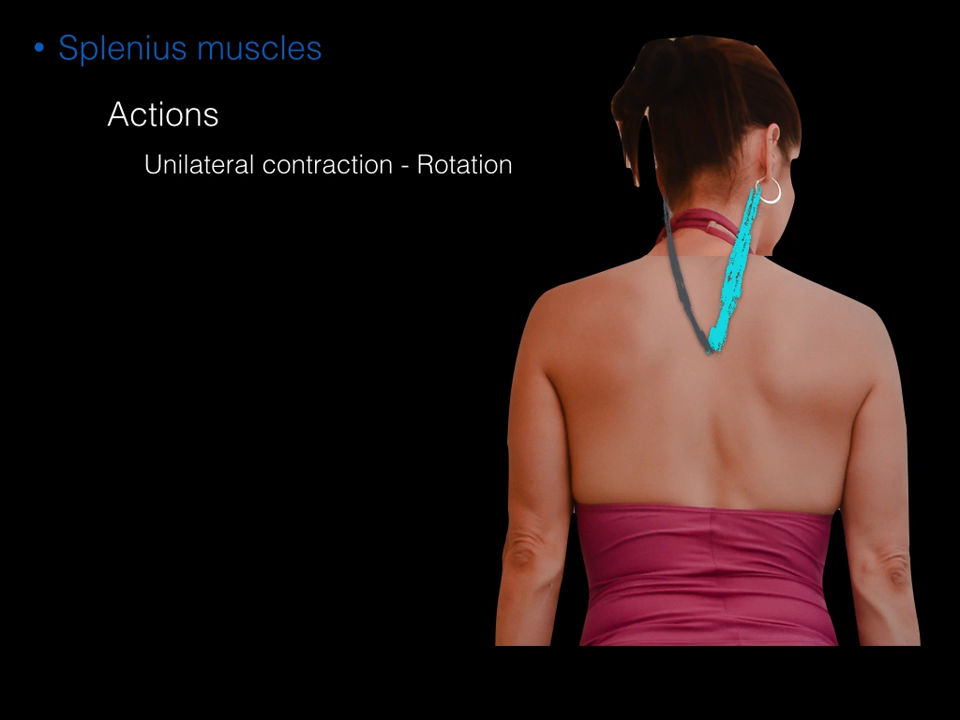 • Splenius muscles
Actions
Unilateral contraction - Rotation